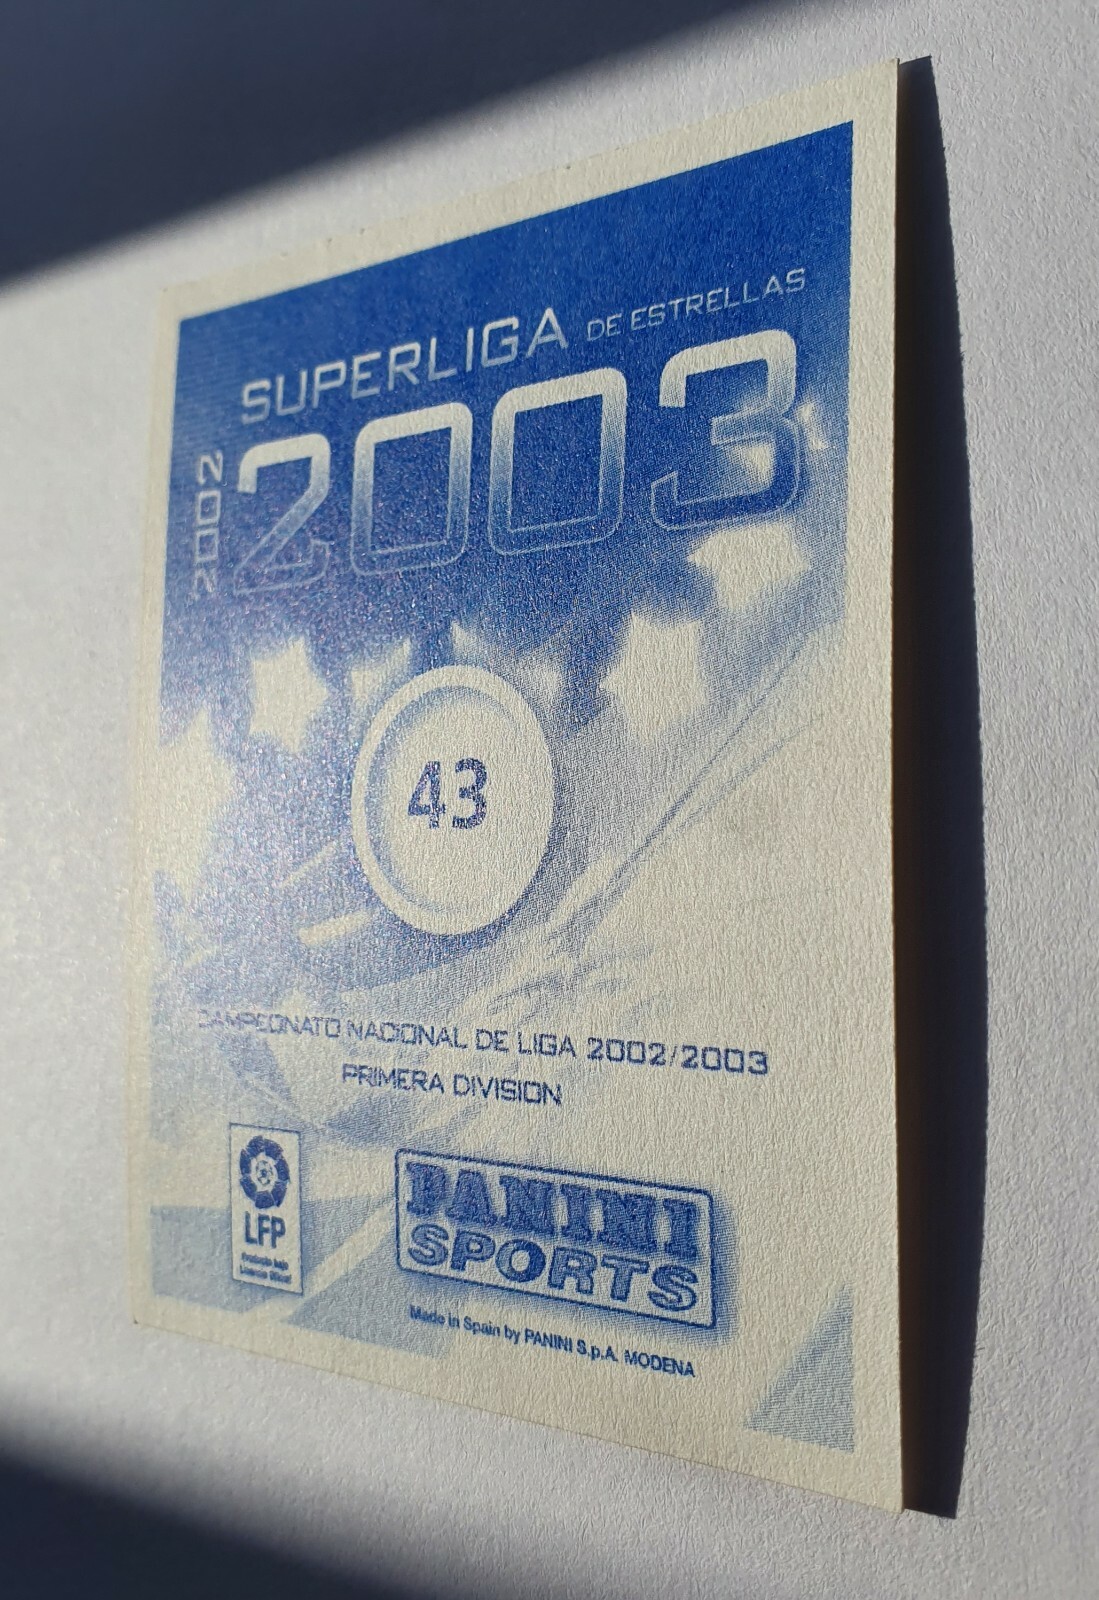 SUPERLIGA DE ESTRELLAS
2002
2003
43
CAMPEONATO NACIONAL DE LIGA 2002/2003
PRIMERA DIVISION
LFP
PANINI
SPORTS
Made in Spain by PANINI S.p.A. MODENA